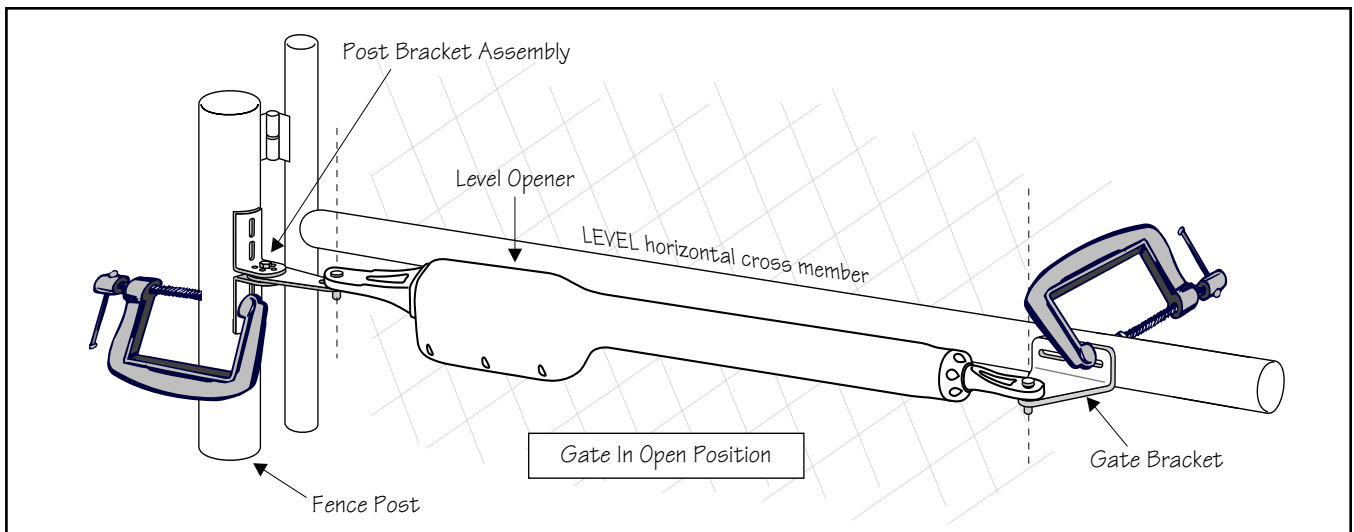 Post Bracket Assembly
Level Opener
LEVEL horizontal cross member
Gate In Open Position
Gate Bracket
Fence Post